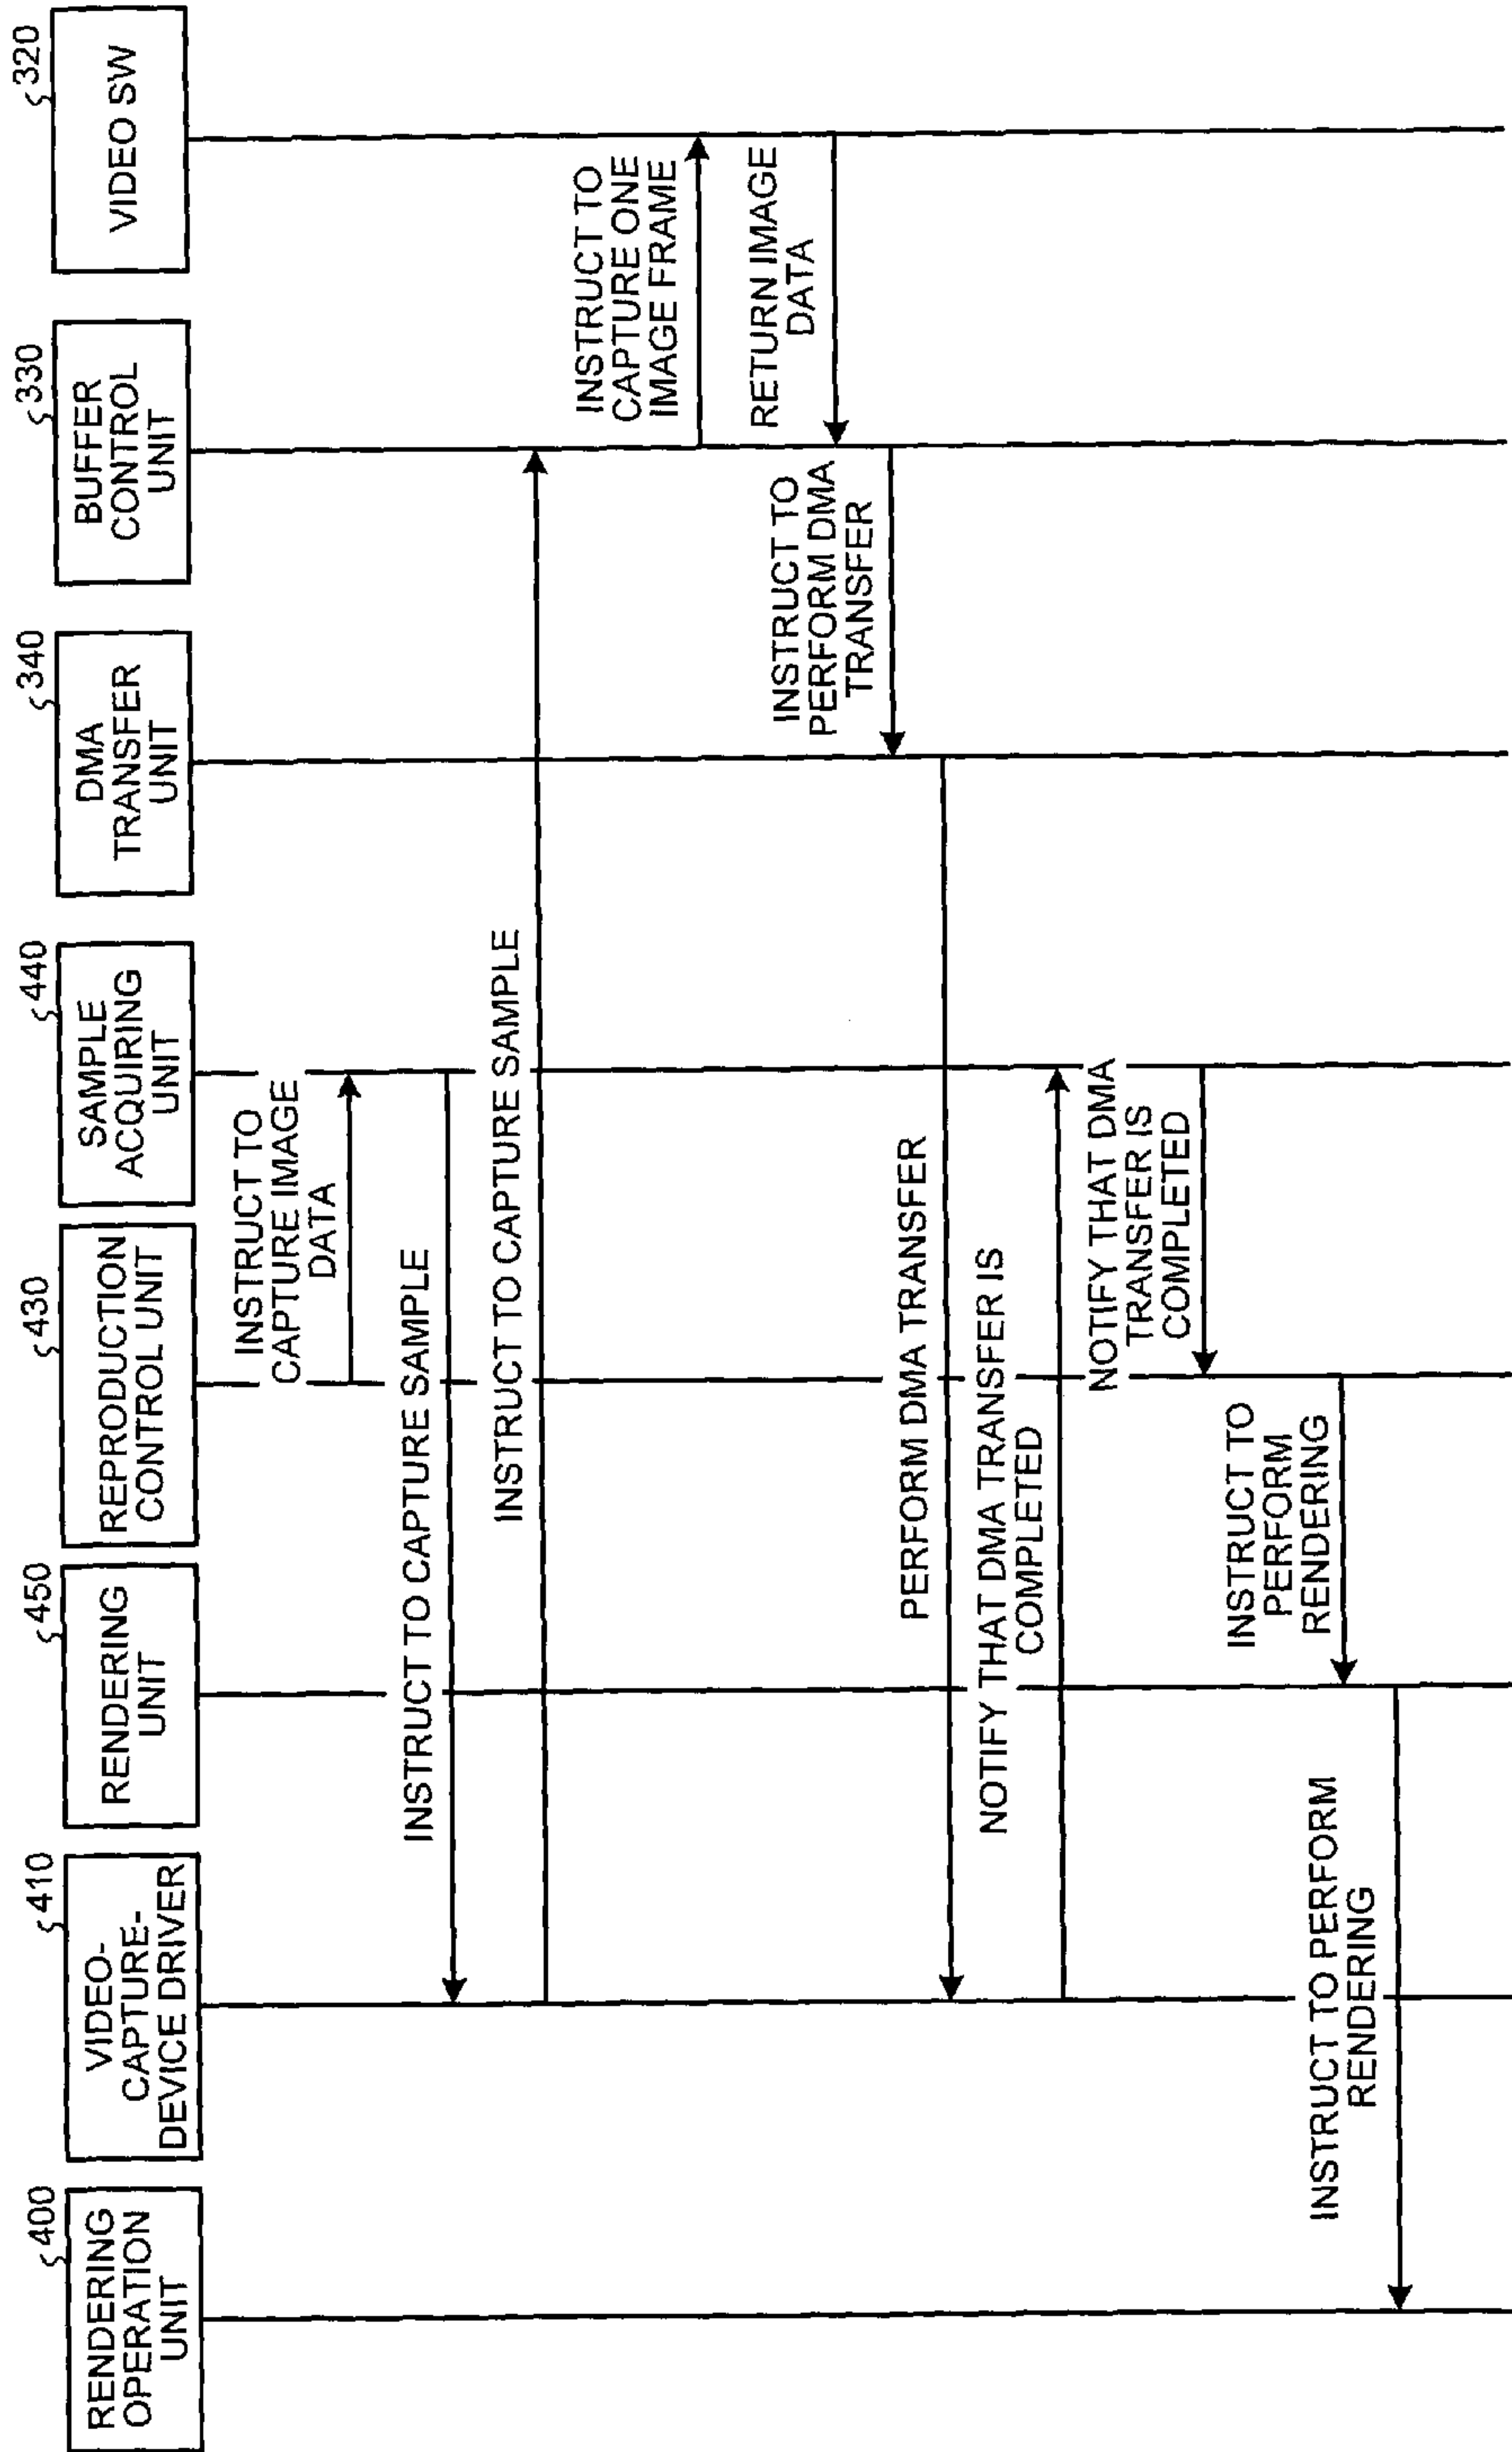 400
RENDERING
OPERATION
UNIT
410
VIDEO-
CAPTURE-
DEVICE DRIVER
450
RENDERING
UNIT
430
REPRODUCTION
CONTROL UNIT
440
SAMPLE
ACQUIRING
UNIT
340
DMA
TRANSFER
UNIT
330
BUFFER
CONTROL
UNIT
320
VIDEO SW
INSTRUCT TO
CAPTURE IMAGE
DATA
INSTRUCT TO CAPTURE SAMPLE
INSTRUCT TO CAPTURE SAMPLE
INSTRUCT TO
CAPTURE ONE
IMAGE FRAME
RETURN IMAGE
DATA
INSTRUCT TO
PERFORM DMA
TRANSFER
PERFORM DMA TRANSFER
NOTIFY THAT DMA TRANSFER IS
COMPLETED
NOTIFY THAT DMA
TRANSFER IS
COMPLETED
INSTRUCT TO
PERFORM
RENDERING
INSTRUCT TO PERFORM
RENDERING